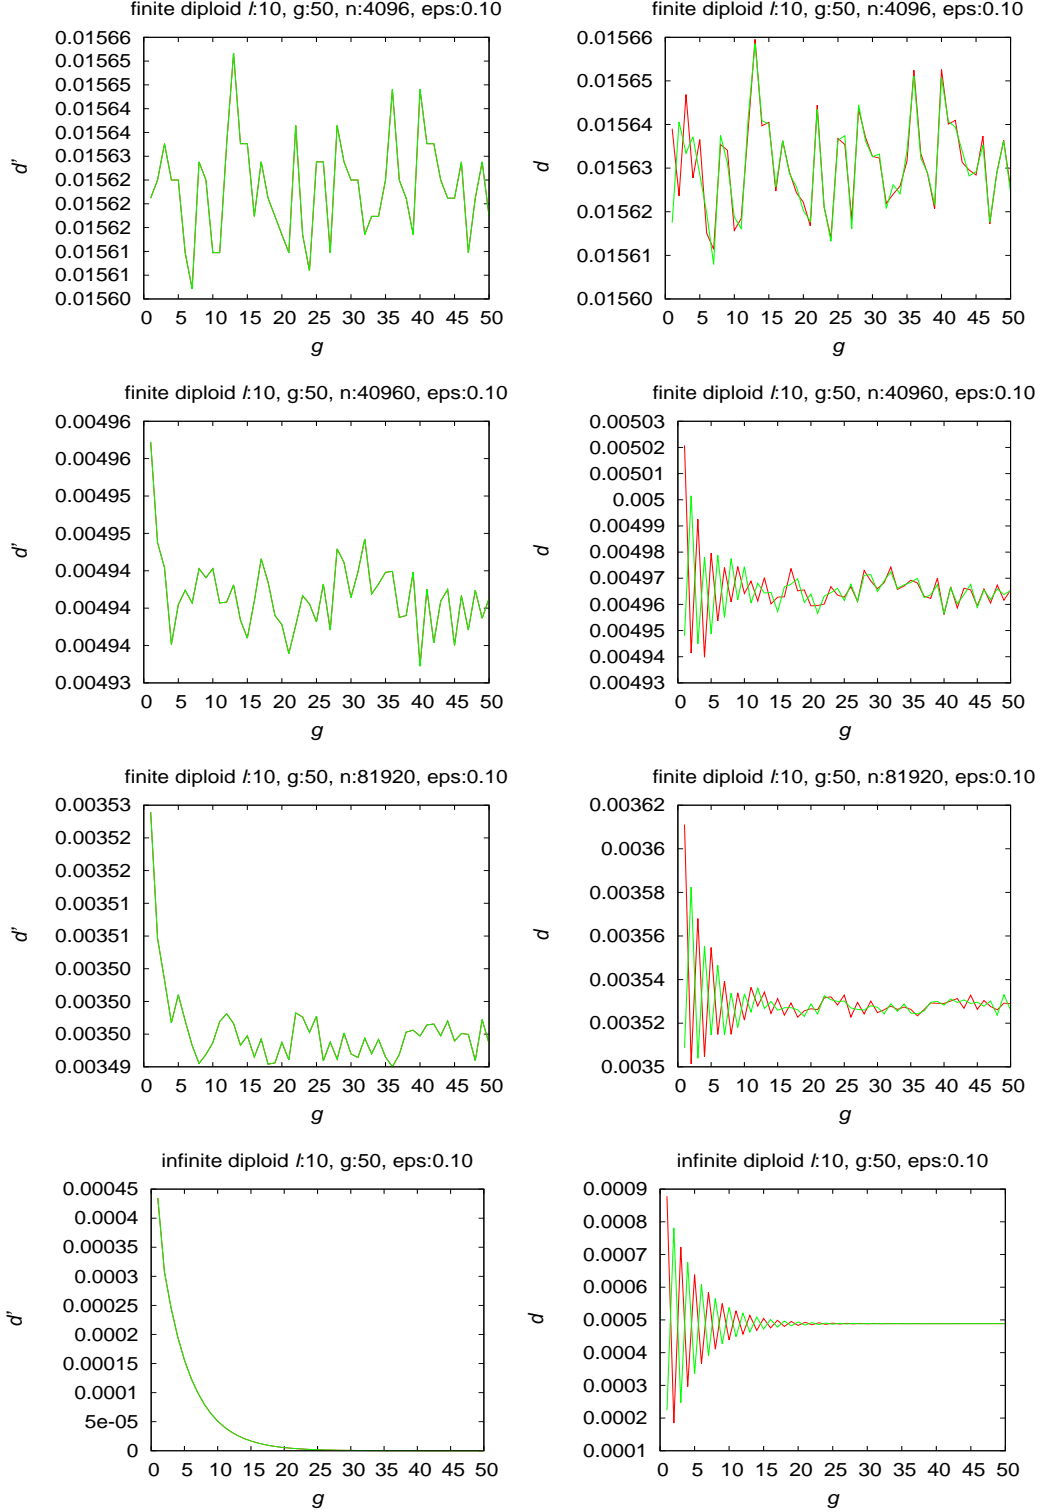 finite diploid l:10, g:50, n:4096, eps:0.10
0.01566
0.01565
0.01565
0.01564
0.01563
0.01563
0.01562
0.01562
0.01561
0.01561
0.01560
d'
0 5 10 15 20 25 30 35 40 45 50
g
finite diploid l:10, g:50, n:4096, eps:0.10
0.01566
0.01565
0.01564
0.01563
0.01562
0.01561
0.01560
d
0 5 10 15 20 25 30 35 40 45 50
g
finite diploid l:10, g:50, n:40960, eps:0.10
0.00496
0.00496
0.00495
0.00495
0.00494
0.00494
0.00494
0.00493
d'
0 5 10 15 20 25 30 35 40 45 50
g
finite diploid l:10, g:50, n:40960, eps:0.10
0.00503
0.00502
0.00501
0.005
0.00499
0.00498
0.00497
0.00496
0.00495
0.00494
0.00493
d
0 5 10 15 20 25 30 35 40 45 50
g
finite diploid l:10, g:50, n:81920, eps:0.10
0.00353
0.00352
0.00352
0.00351
0.00351
0.00350
0.00350
0.00350
0.00349
d'
0 5 10 15 20 25 30 35 40 45 50
g
finite diploid l:10, g:50, n:81920, eps:0.10
0.00362
0.0036
0.00358
0.00356
0.00354
0.00352
0.0035
d
0 5 10 15 20 25 30 35 40 45 50
g
infinite diploid l:10, g:50, eps:0.10
0.00045
0.0004
0.00035
0.0003
0.00025
0.0002
0.00015
0.0001
5e-05
0
d'
0 5 10 15 20 25 30 35 40 45 50
g
infinite diploid l:10, g:50, eps:0.10
0.0009
0.0008
0.0007
0.0006
0.0005
0.0004
0.0003
0.0002
0.0001
d
0 5 10 15 20 25 30 35 40 45 50
g